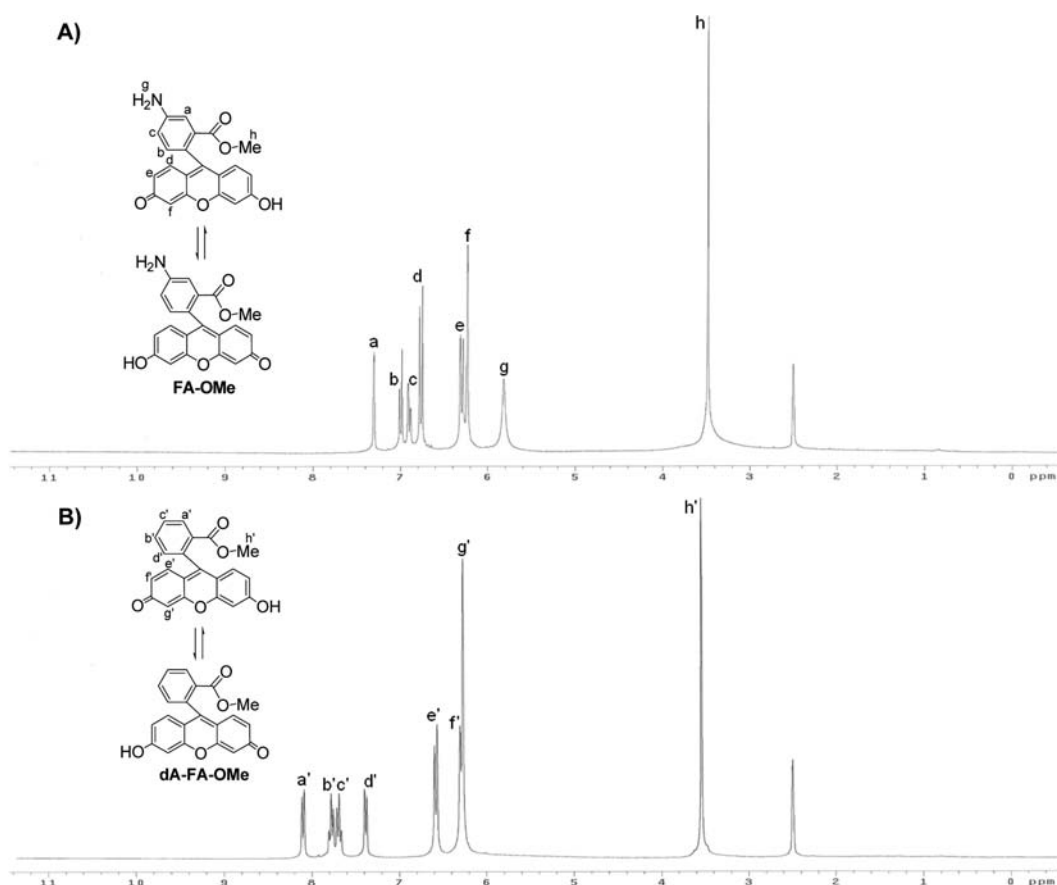 A)
h
g
H₂N
a
O
c
h
O-Me
b
d
e
O
O
OH
f
H₂N
O
O-Me
HO
O
O
FA-OMe
a
b
c
d
e
f
g
11 10 9 8 7 6 5 4 3 2 1 0 ppm
B)
c' a'
O
b'
h'
O-Me
d'
e'
f'
O
O
OH
g'
O
O-Me
HO
O
O
dA-FA-OMe
a'
b' c'
d'
e'
f'
g'
h'
11 10 9 8 7 6 5 4 3 2 1 0 ppm